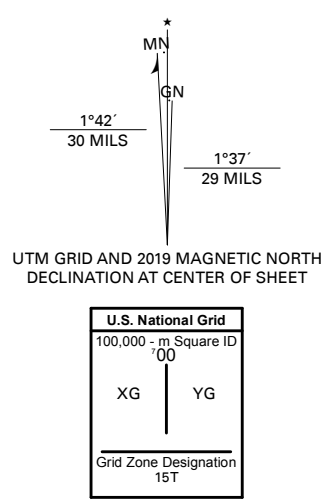 ★
MN
GN
1°42´
30 MILS
1°37´
29 MILS
UTM GRID AND 2019 MAGNETIC NORTH
DECLINATION AT CENTER OF SHEET
U.S. National Grid
100,000 - m Square ID
⁷00
XG YG
Grid Zone Designation
15T